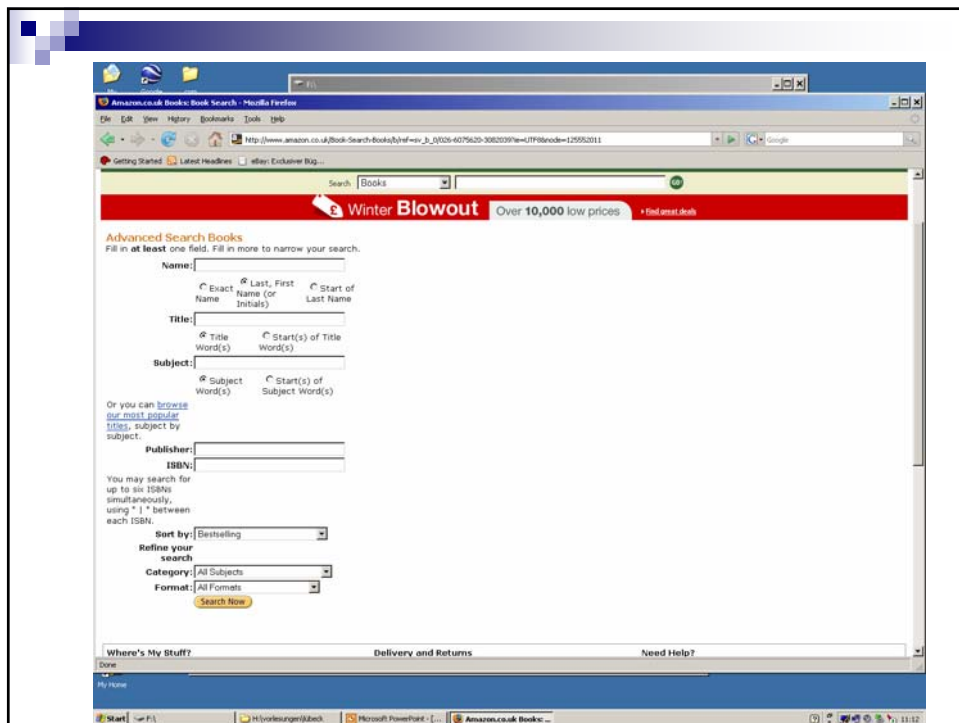 My Google
F:\
Amazon.co.uk Books: Book Search - Mozilla Firefox
File Edit View History Bookmarks Tools Help
Google
Getting Started Latest Headlines eBay: Exclusiver Büg...
Search Books GO!
Winter Blowout Over 10,000 low prices Find great deals
Advanced Search Books
Fill in at least one field. Fill in more to narrow your search.
Name:
Exact Name Last, First Name (or Initials) Start of Last Name
Title:
Title Word(s) Start(s) of Title Word(s)
Subject:
Subject Word(s) Start(s) of Subject Word(s)
Or you can browse
our most popular
titles, subject by
subject.
Publisher:
ISBN:
You may search for
up to six ISBNs
simultaneously,
using " | " between
each ISBN.
Sort by: Bestselling
Refine your
search
Category: All Subjects
Format: All Formats
Search Now
Where's My Stuff? Delivery and Returns Need Help?
Done
My Home
Start F:\ H:\vorlesungen\lübeck Microsoft PowerPoint - [... Amazon.co.uk Books: ... 11:12